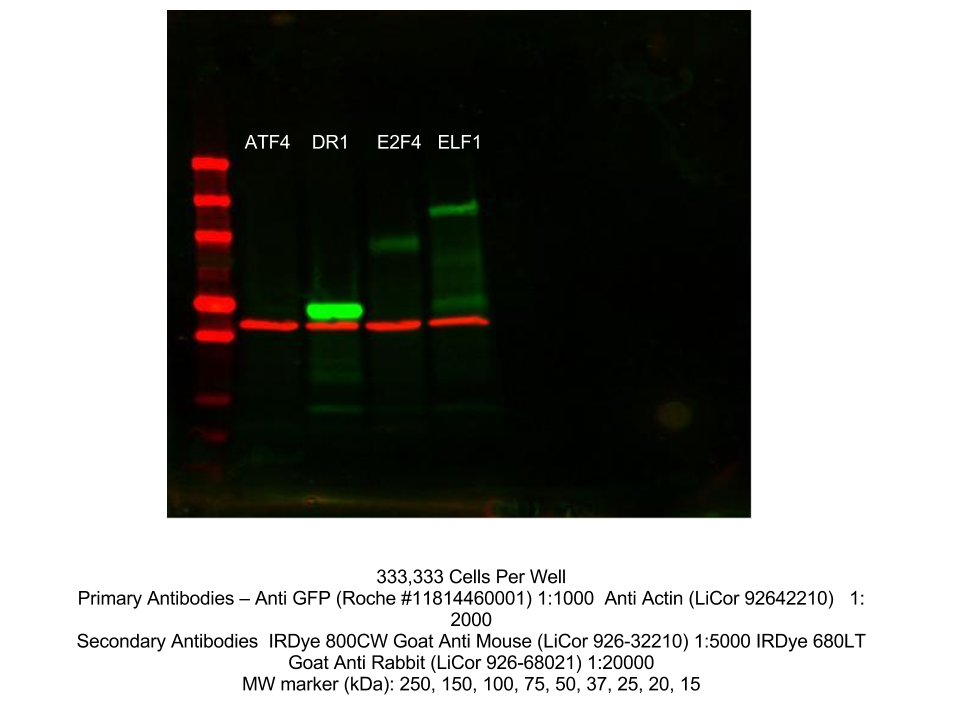 ATF4 DR1 E2F4 ELF1
333,333 Cells Per Well
Primary Antibodies – Anti GFP (Roche #11814460001) 1:1000 Anti Actin (LiCor 92642210) 1:
2000
Secondary Antibodies IRDye 800CW Goat Anti Mouse (LiCor 926-32210) 1:5000 IRDye 680LT
Goat Anti Rabbit (LiCor 926-68021) 1:20000
MW marker (kDa): 250, 150, 100, 75, 50, 37, 25, 20, 15